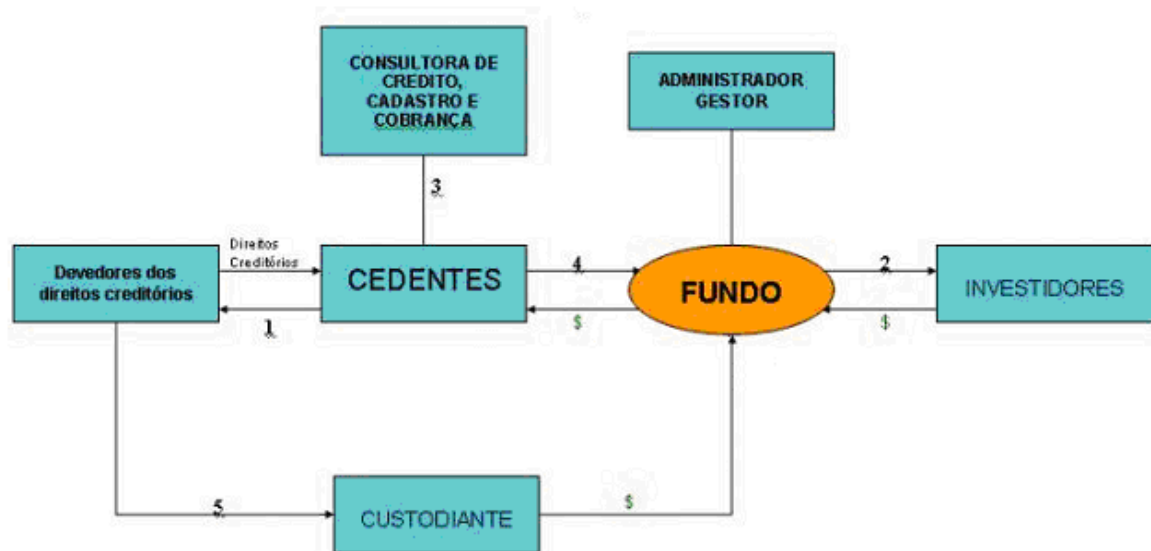 CONSULTORA DE
CREDITO,
CADASTRO E
COBRANÇA
ADMINISTRADOR
GESTOR
3
Direitos
Creditórios
Devedores dos
direitos creditórios
1
CEDENTES
4
$
FUNDO
2
$
INVESTIDORES
5
CUSTODIANTE
$